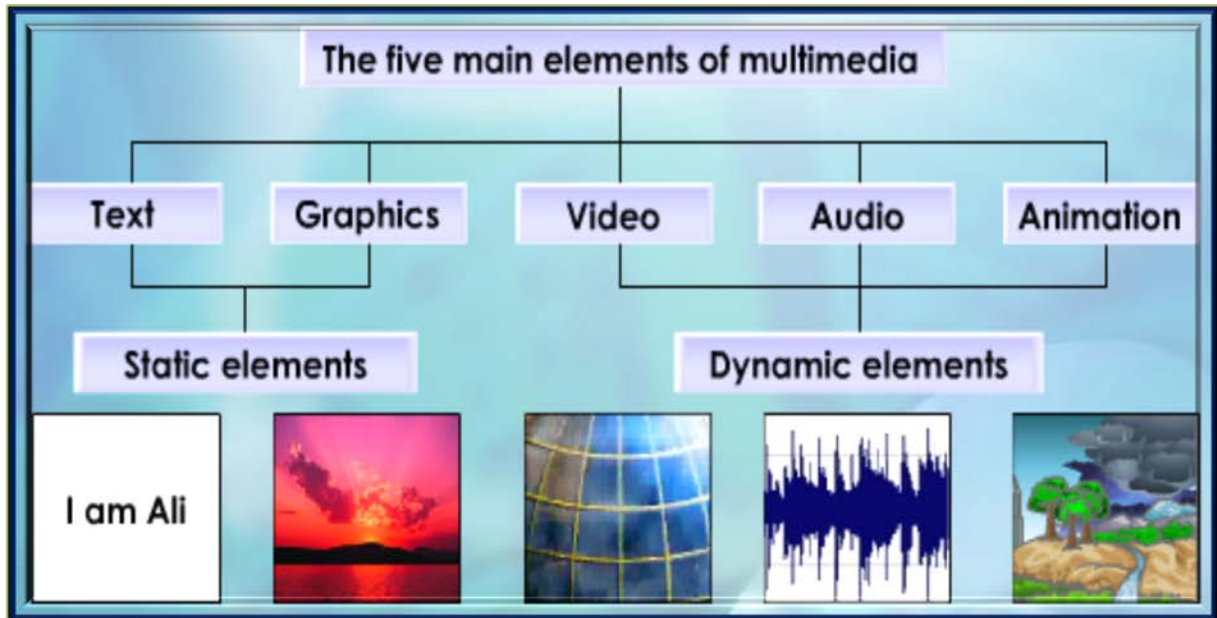 The five main elements of multimedia
Text
Graphics
Video
Audio
Animation
Static elements
Dynamic elements
I am Ali